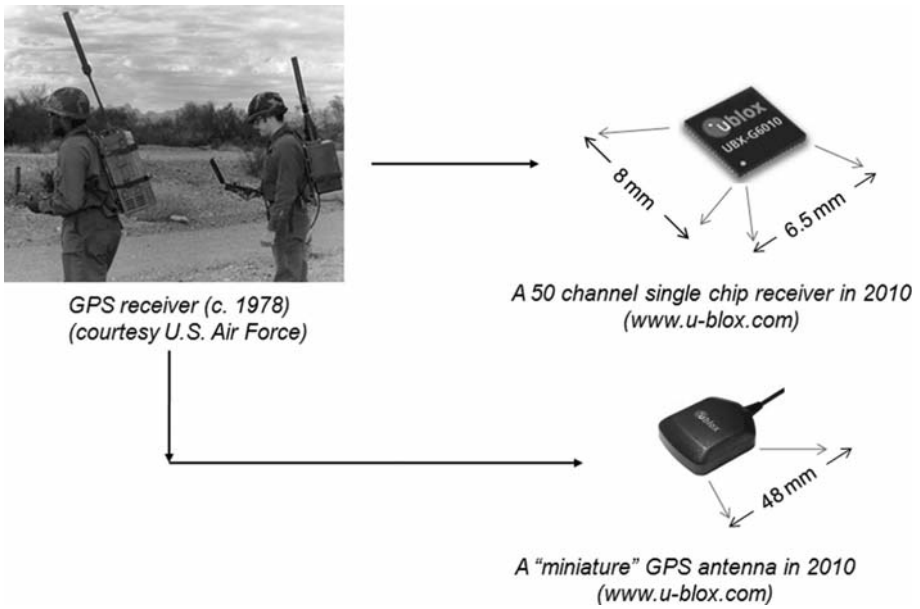 ublox
UBX-G6010
8 mm
6.5 mm
GPS receiver (c. 1978)
(courtesy U.S. Air Force)
A 50 channel single chip receiver in 2010
(www.u-blox.com)
ublox
48 mm
A “miniature” GPS antenna in 2010
(www.u-blox.com)